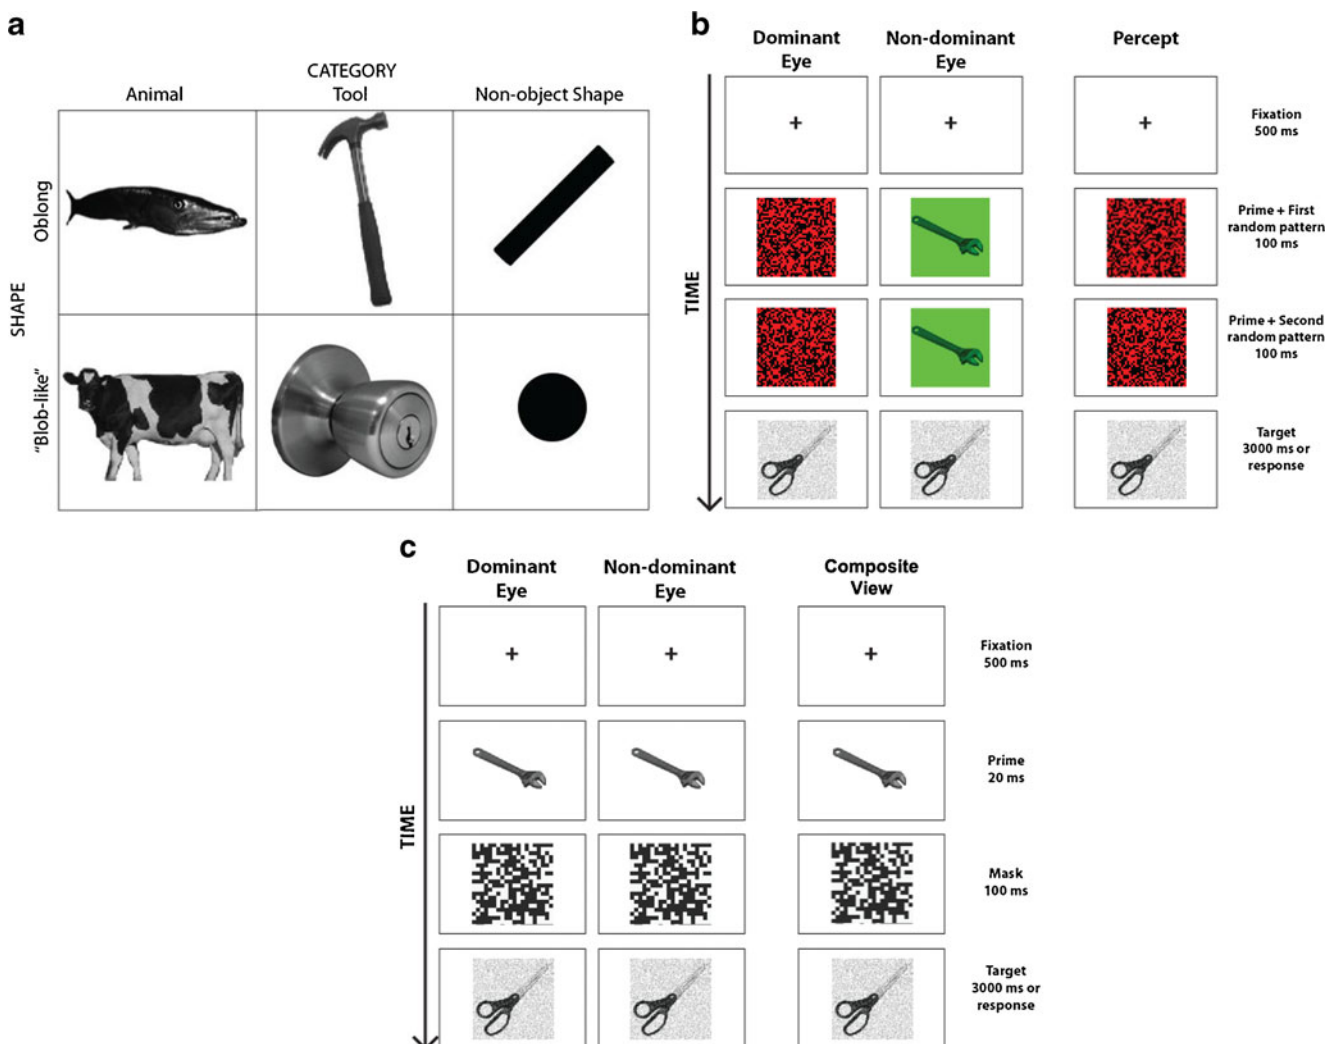 a
CATEGORY
Animal
Tool
Non-object Shape
SHAPE
Oblong
"Blob-like"
b
Dominant
Eye
Non-dominant
Eye
Percept
TIME
Fixation
500 ms
Prime + First
random pattern
100 ms
Prime + Second
random pattern
100 ms
Target
3000 ms or
response
c
Dominant
Eye
Non-dominant
Eye
Composite
View
TIME
Fixation
500 ms
Prime
20 ms
Mask
100 ms
Target
3000 ms or
response